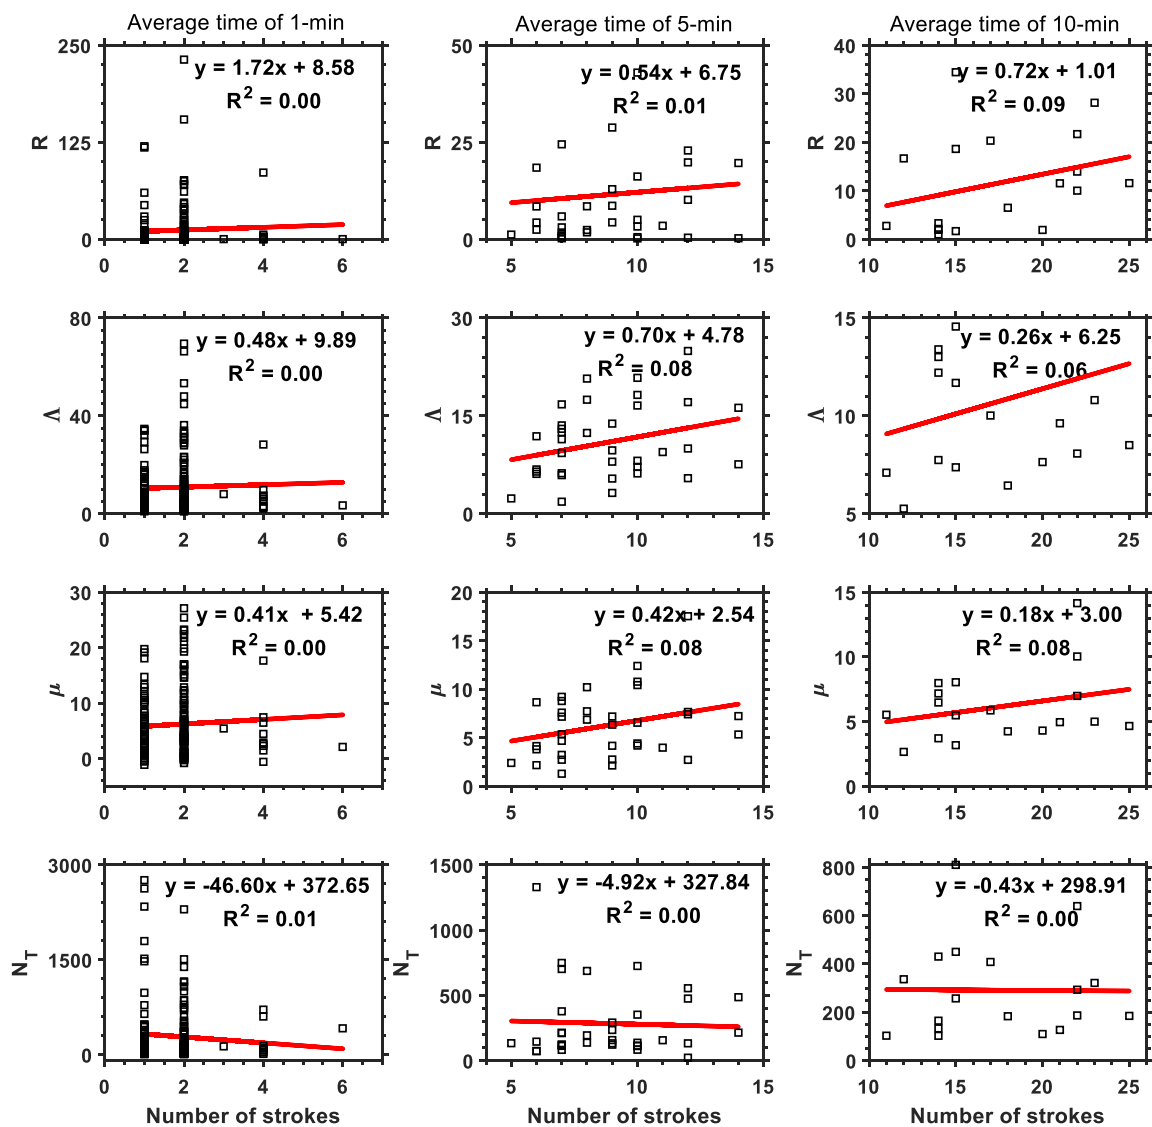 Average time of 1-min
Average time of 5-min
Average time of 10-min
250
125
0
R
y = 1.72x + 8.58
R² = 0.00
0 2 4 6
50
25
0
R
y = 0.54x + 6.75
R² = 0.01
5 10 15
40
30
20
10
0
R
y = 0.72x + 1.01
R² = 0.09
10 15 20 25
80
40
0
Λ
y = 0.48x + 9.89
R² = 0.00
0 2 4 6
30
15
0
Λ
y = 0.70x + 4.78
R² = 0.08
5 10 15
15
10
5
Λ
y = 0.26x + 6.25
R² = 0.06
10 15 20 25
30
20
10
0
μ
y = 0.41x + 5.42
R² = 0.00
0 2 4 6
20
15
10
5
0
μ
y = 0.42x + 2.54
R² = 0.08
5 10 15
15
10
5
0
μ
y = 0.18x + 3.00
R² = 0.08
10 15 20 25
3000
1500
0
N_T
y = -46.60x + 372.65
R² = 0.01
0 2 4 6
Number of strokes
1500
1000
500
0
N_T
y = -4.92x + 327.84
R² = 0.00
5 10 15
Number of strokes
800
600
400
200
0
N_T
y = -0.43x + 298.91
R² = 0.00
10 15 20 25
Number of strokes